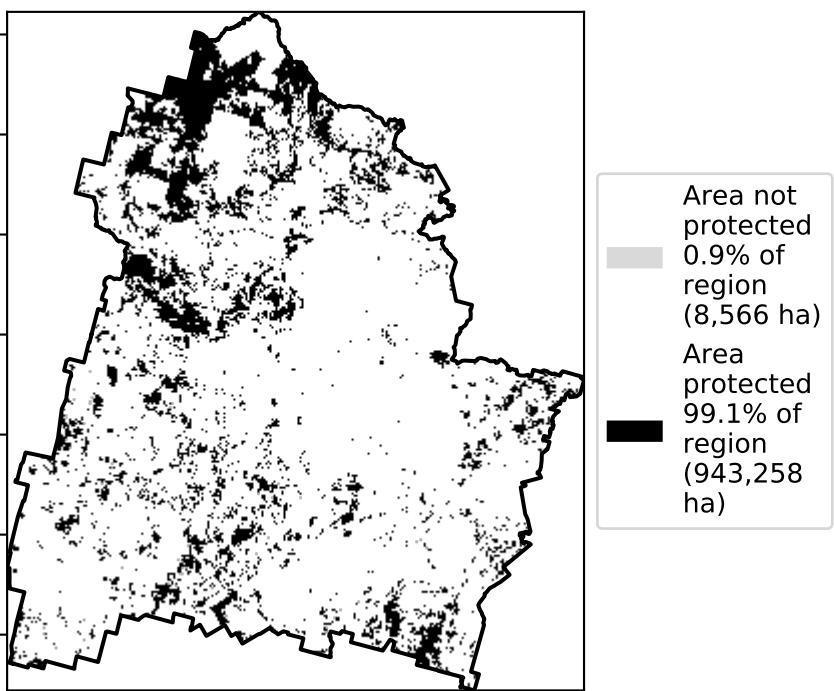 Area not
protected
0.9% of
region
(8,566 ha)
Area
protected
99.1% of
region
(943,258
ha)